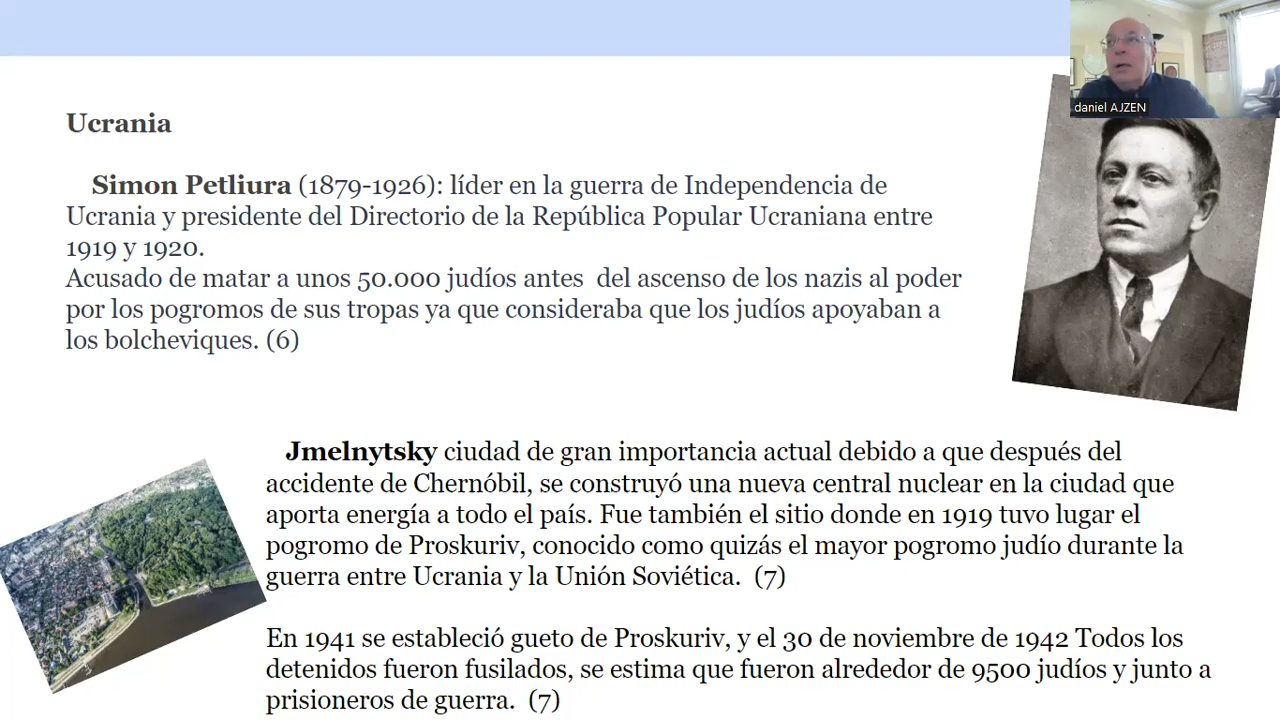 daniel AJZEN
Ucrania
Simon Petliura (1879-1926): líder en la guerra de Independencia de
Ucrania y presidente del Directorio de la República Popular Ucraniana entre
1919 y 1920.
Acusado de matar a unos 50.000 judíos antes  del ascenso de los nazis al poder
por los pogromos de sus tropas ya que consideraba que los judíos apoyaban a
los bolcheviques. (6)
Jmelnytsky ciudad de gran importancia actual debido a que después del
accidente de Chernóbil, se construyó una nueva central nuclear en la ciudad que
aporta energía a todo el país. Fue también el sitio donde en 1919 tuvo lugar el
pogromo de Proskuriv, conocido como quizás el mayor pogromo judío durante la
guerra entre Ucrania y la Unión Soviética.  (7)
En 1941 se estableció gueto de Proskuriv, y el 30 de noviembre de 1942 Todos los
detenidos fueron fusilados, se estima que fueron alrededor de 9500 judíos y junto a
prisioneros de guerra.  (7)